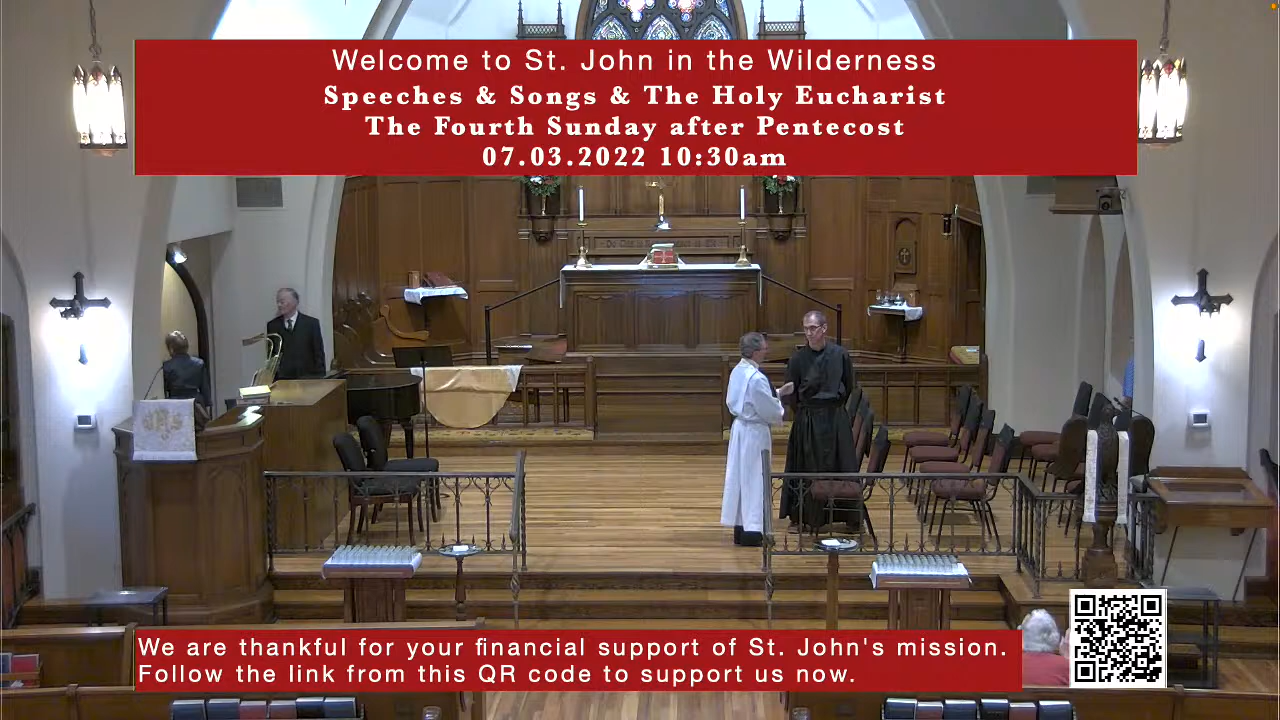 Welcome to St. John in the Wilderness
Speeches & Songs & The Holy Eucharist
The Fourth Sunday after Pentecost
07.03.2022 10:30am
We are thankful for your financial support of St. John's mission.
Follow the link from this QR code to support us now.